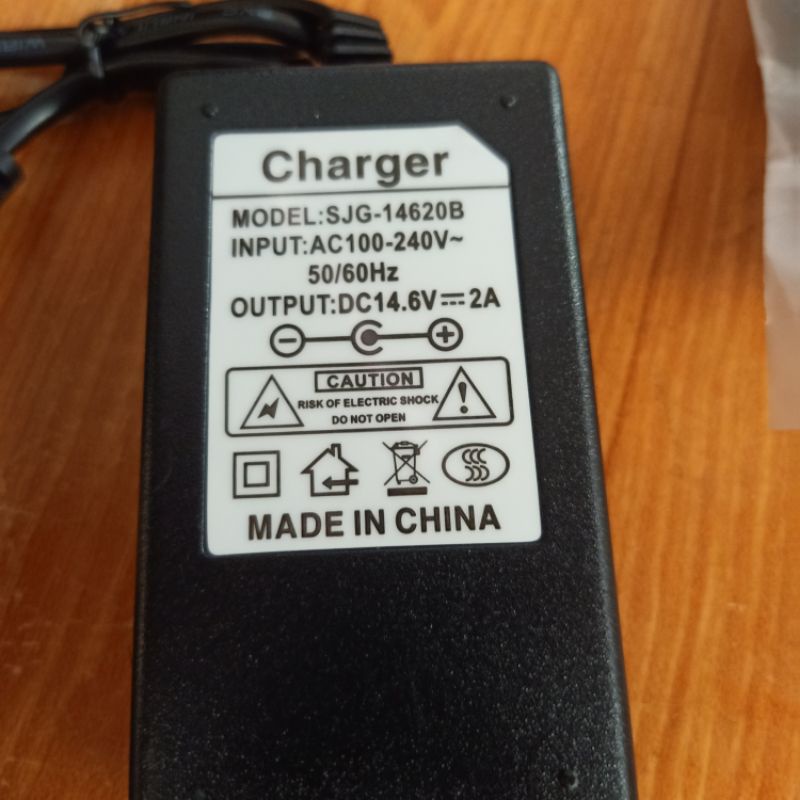 Charger
MODEL:SJG-14620B
INPUT:AC100-240V~
50/60Hz
OUTPUT:DC14.6V⎓2A
CAUTION
RISK OF ELECTRIC SHOCK
DO NOT OPEN
MADE IN CHINA